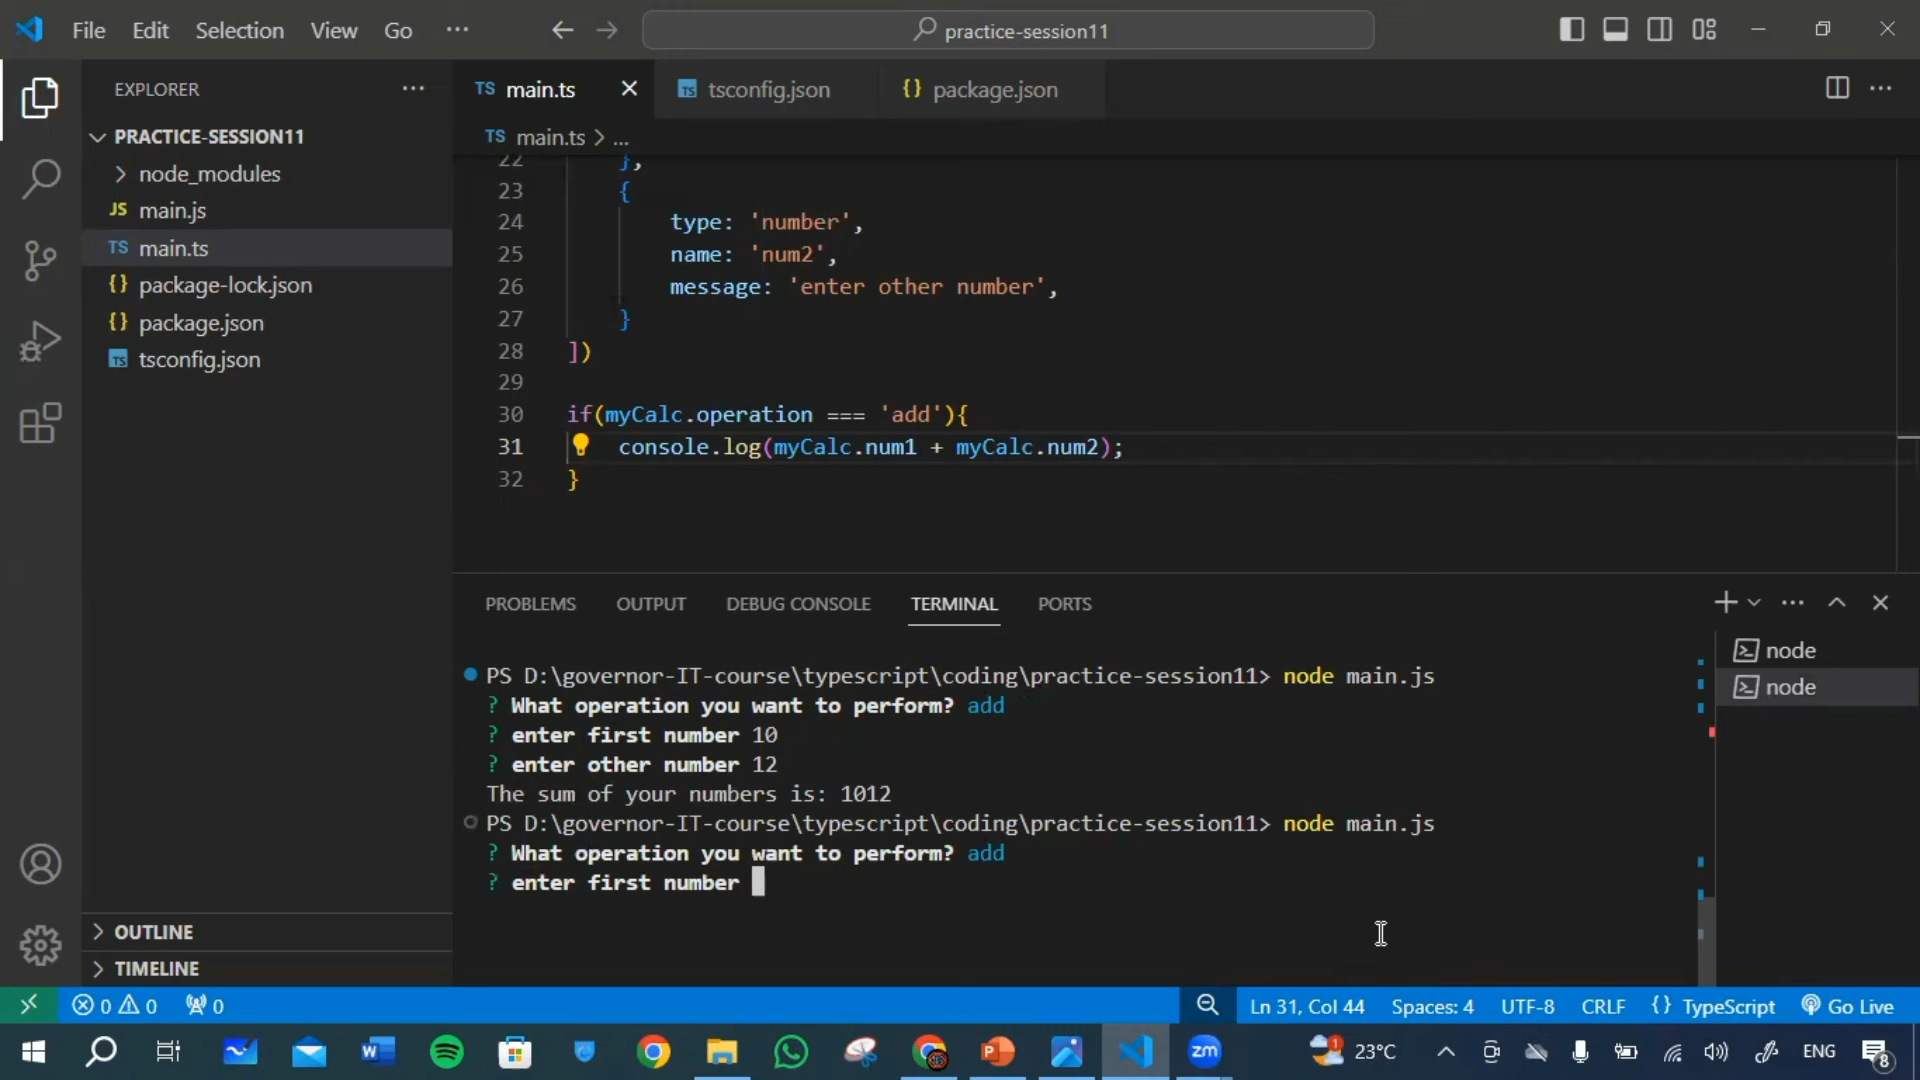 File Edit Selection View Go ...
practice-session11
EXPLORER
PRACTICE-SESSION11
node_modules
JS main.js
TS main.ts
{} package-lock.json
{} package.json
TS tsconfig.json
OUTLINE
TIMELINE
TS main.ts
TS tsconfig.json
{} package.json
TS main.ts > ...
22 },
23 {
24 type: 'number',
25 name: 'num2',
26 message: 'enter other number',
27 }
28 ])
29
30 if(myCalc.operation === 'add'){
31 console.log(myCalc.num1 + myCalc.num2);
32 }
PROBLEMS OUTPUT DEBUG CONSOLE TERMINAL PORTS
node
node
PS D:\governor-IT-course\typescript\coding\practice-session11> node main.js
? What operation you want to perform? add
? enter first number 10
? enter other number 12
The sum of your numbers is: 1012
PS D:\governor-IT-course\typescript\coding\practice-session11> node main.js
? What operation you want to perform? add
? enter first number
0 0 0
Ln 31, Col 44 Spaces: 4 UTF-8 CRLF {} TypeScript Go Live
W P zm
1 23°C ENG 8